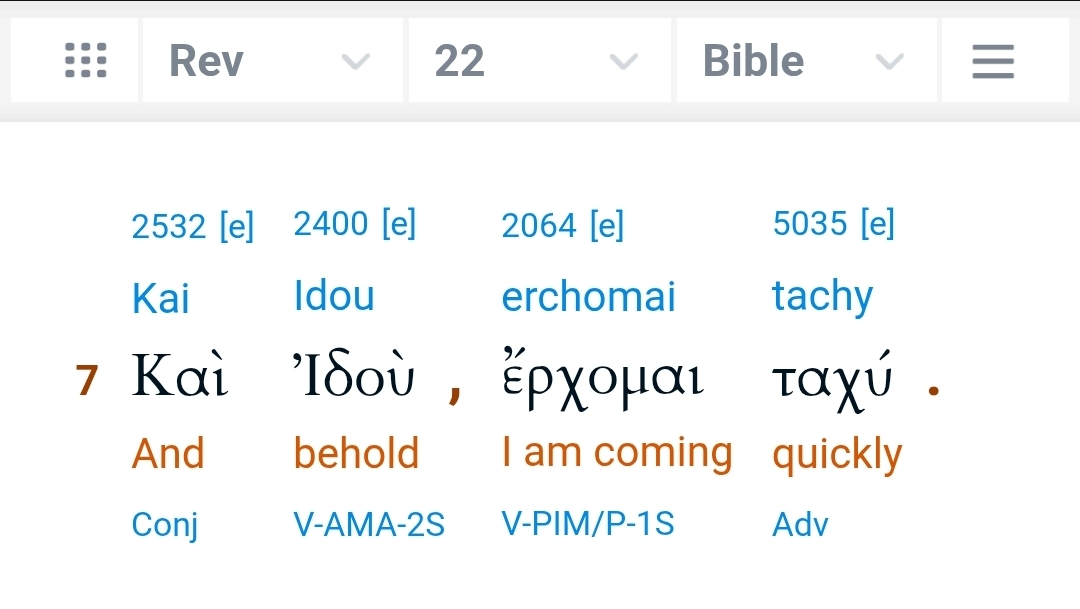 Rev 22 Bible
2532 [e] 2400 [e] 2064 [e] 5035 [e]
Kai Idou erchomai tachy
7 Καὶ Ἰδοὺ , ἔρχομαι ταχύ .
And behold I am coming quickly
Conj V-AMA-2S V-PIM/P-1S Adv